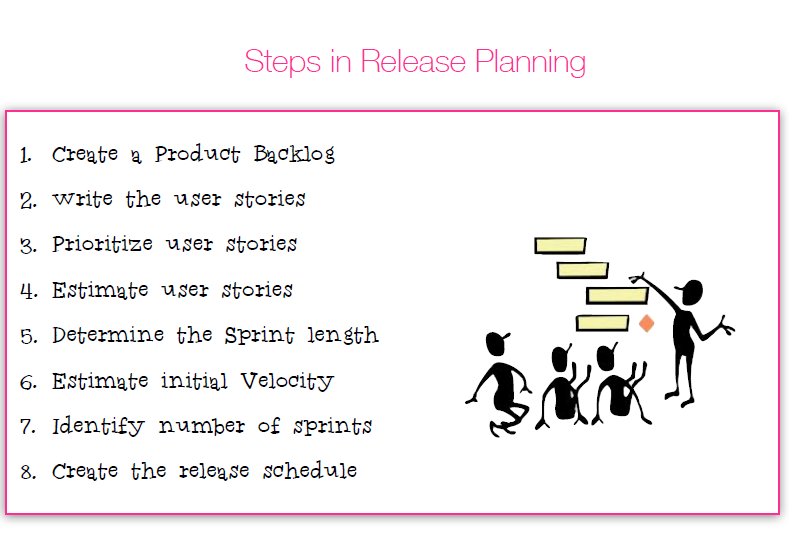 Steps in Release Planning
1. Create a Product Backlog
2. Write the user stories
3. Prioritize user stories
4. Estimate user stories
5. Determine the Sprint length
6. Estimate initial Velocity
7. Identify number of sprints
8. Create the release schedule